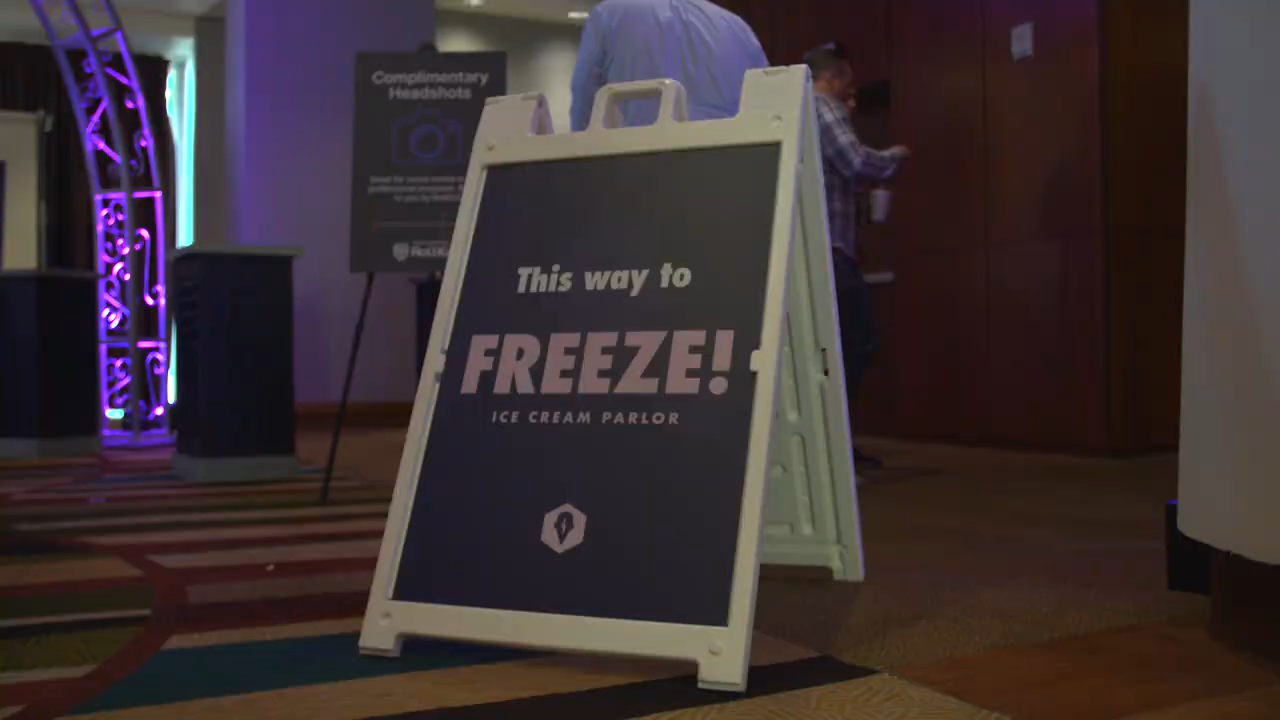 Complimentary
Headshots
This way to
FREEZE!
ICE CREAM PARLOR